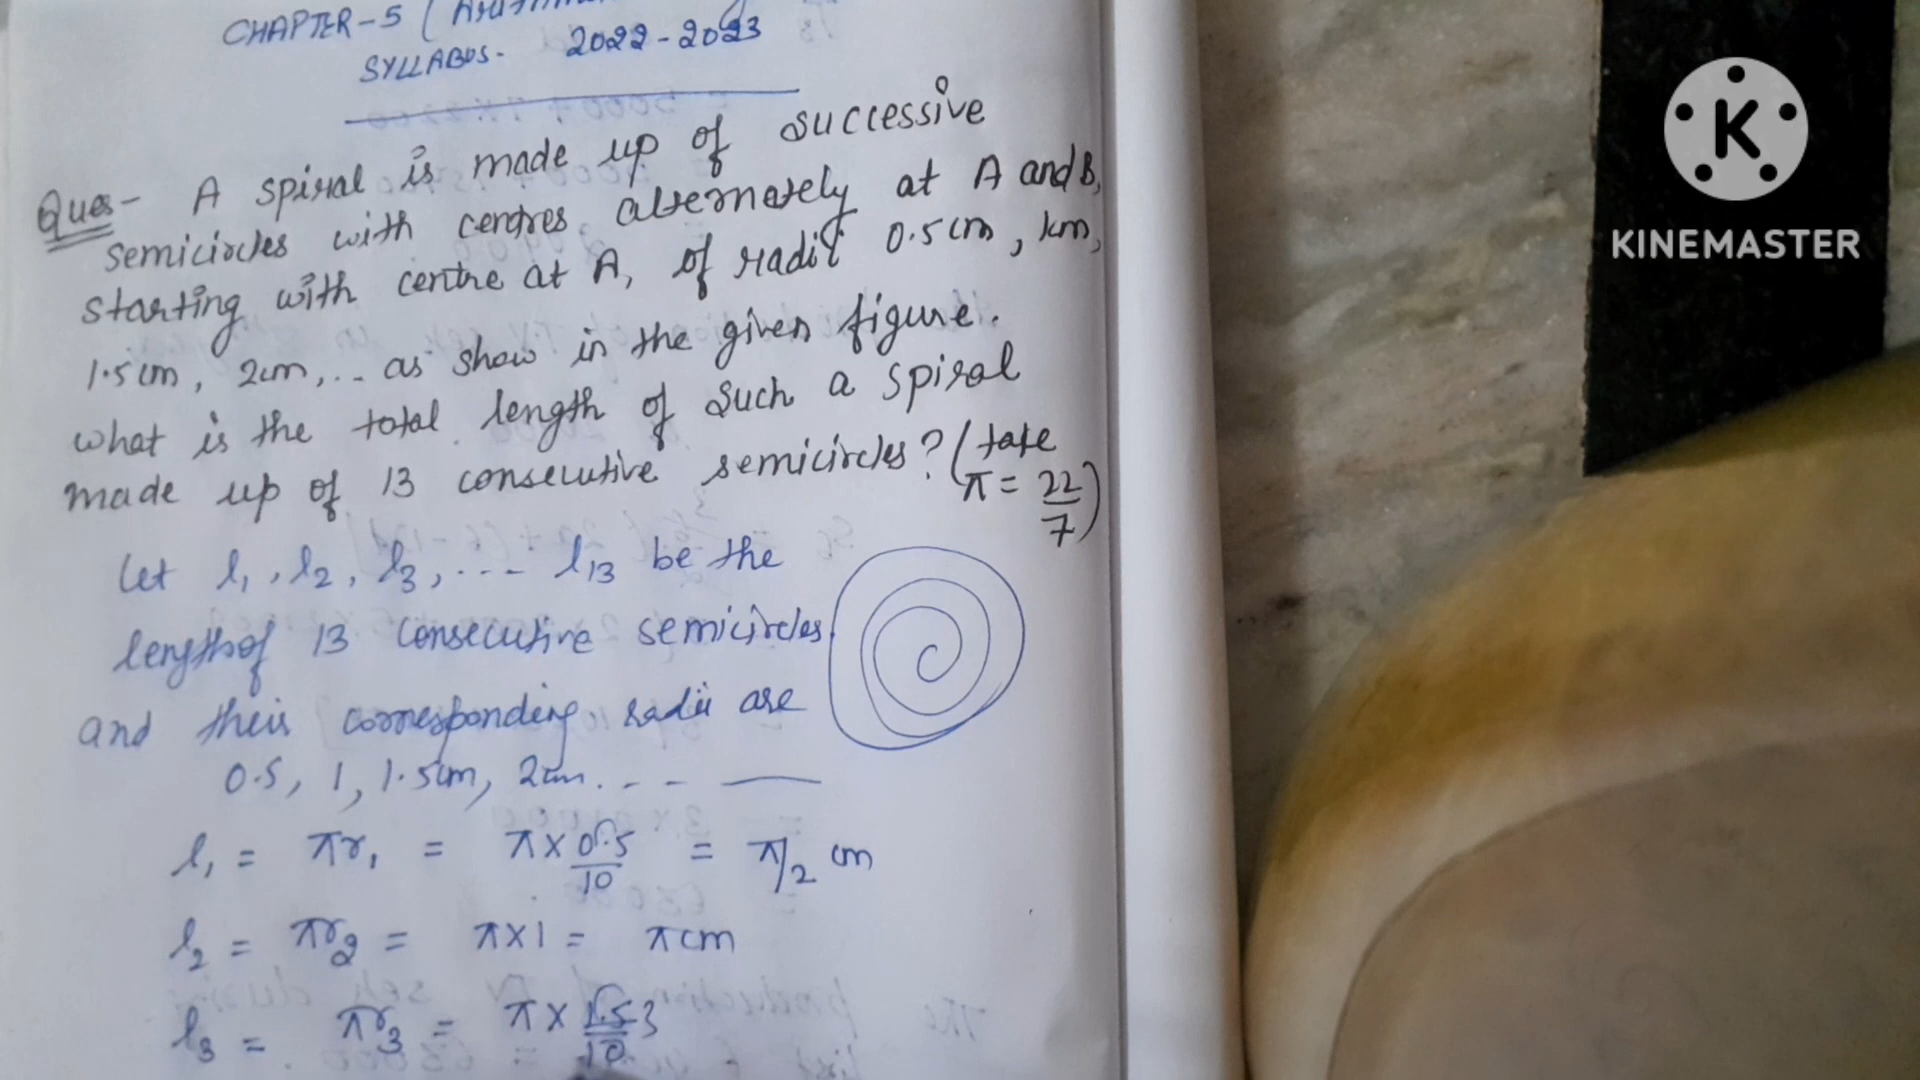 CHAPTER-5 (
SYLLABUS- 2022-2023
Ques- A spiral is made up of successive
semicircles with centres alternately at A and B,
starting with centre at A, of radii 0.5cm, 1cm,
1.5cm, 2cm,... as show in the given figure.
what is the total length of such a spiral
made up of 13 consecutive semicircles? (take
π = 22/7)
Let l₁, l₂, l₃, .... l₁₃ be the
length of 13 consecutive semicircles
and their corresponding radii are
0.5, 1, 1.5cm, 2cm. - - —
l₁ = πr₁ = π × 0.5/10 = π/2 cm
l₂ = πr₂ = π×1 = π cm
l₃ = πr₃ = π × 1.5/10 3
K
KINEMASTER